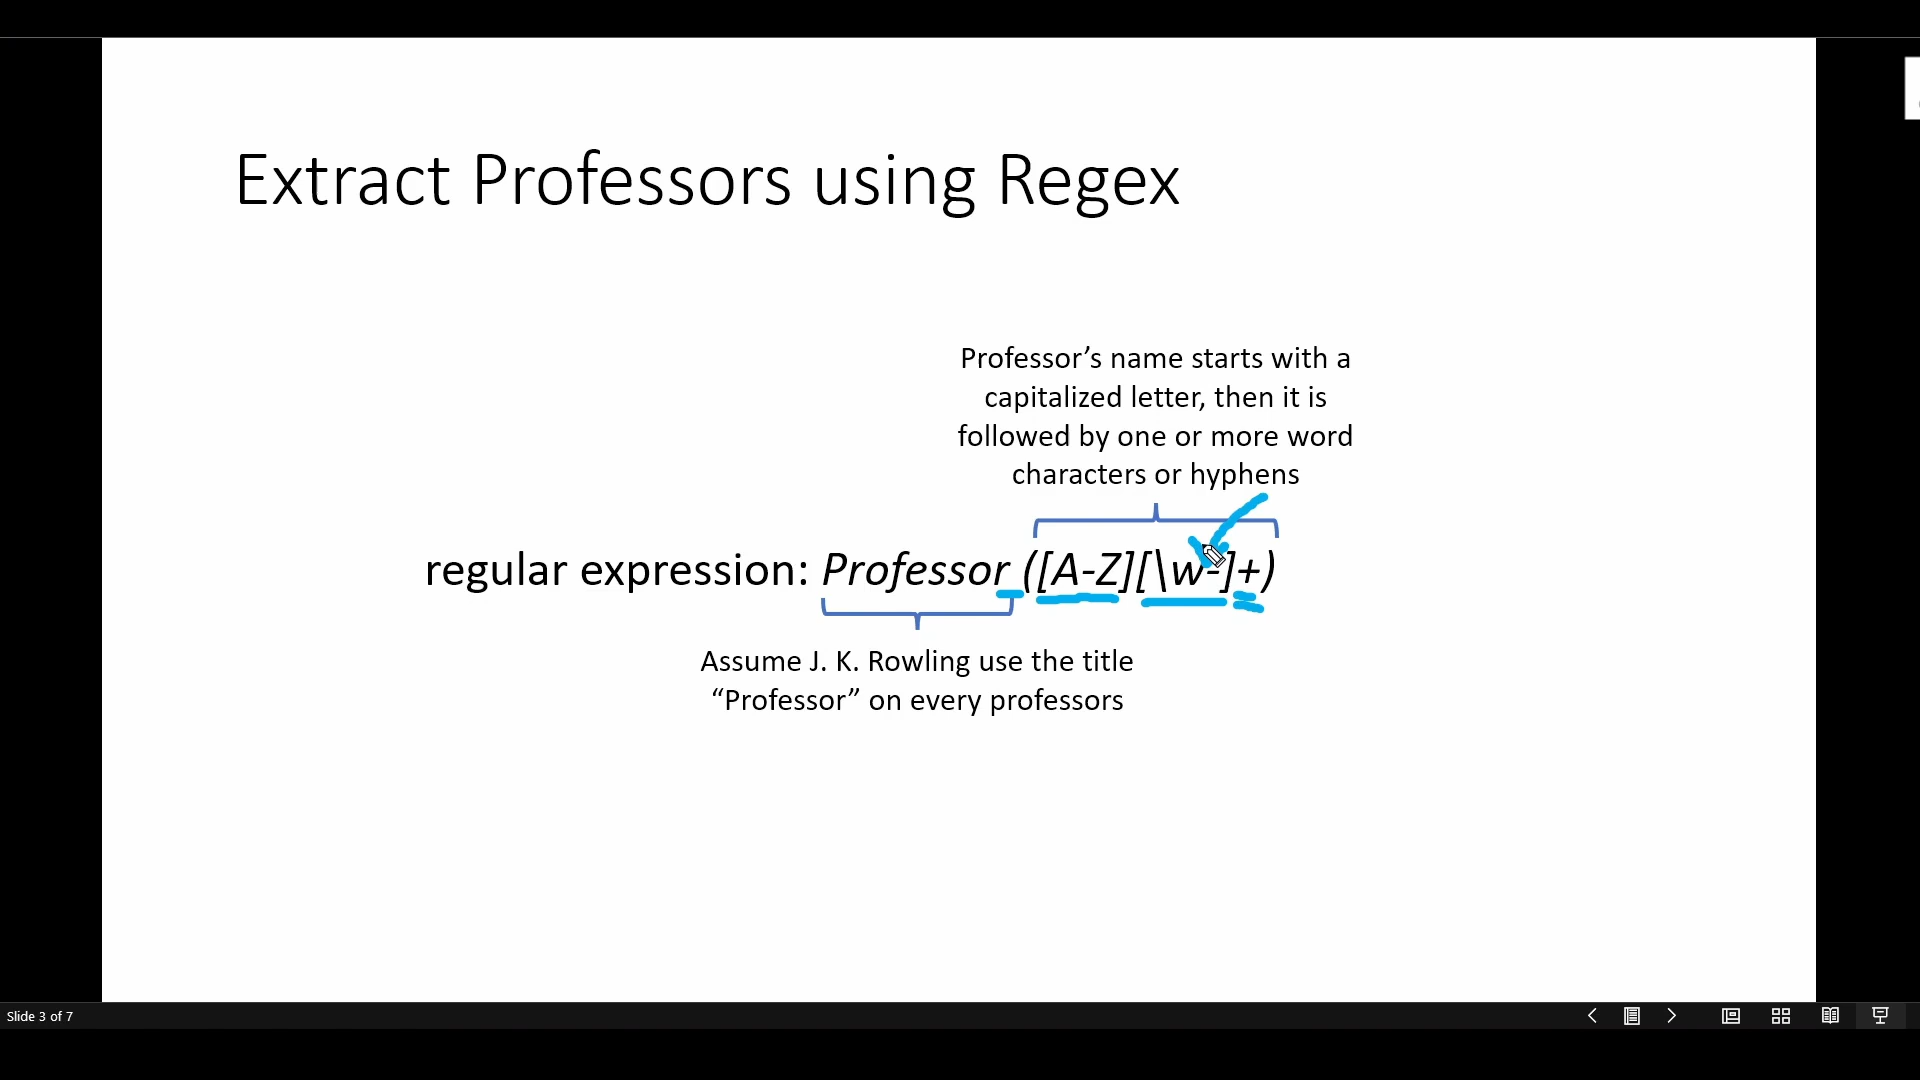 Extract Professors using Regex
Professor’s name starts with a
capitalized letter, then it is
followed by one or more word
characters or hyphens
regular expression: Professor ([A-Z][\w-]+)
Assume J. K. Rowling use the title
“Professor” on every professors
Slide 3 of 7